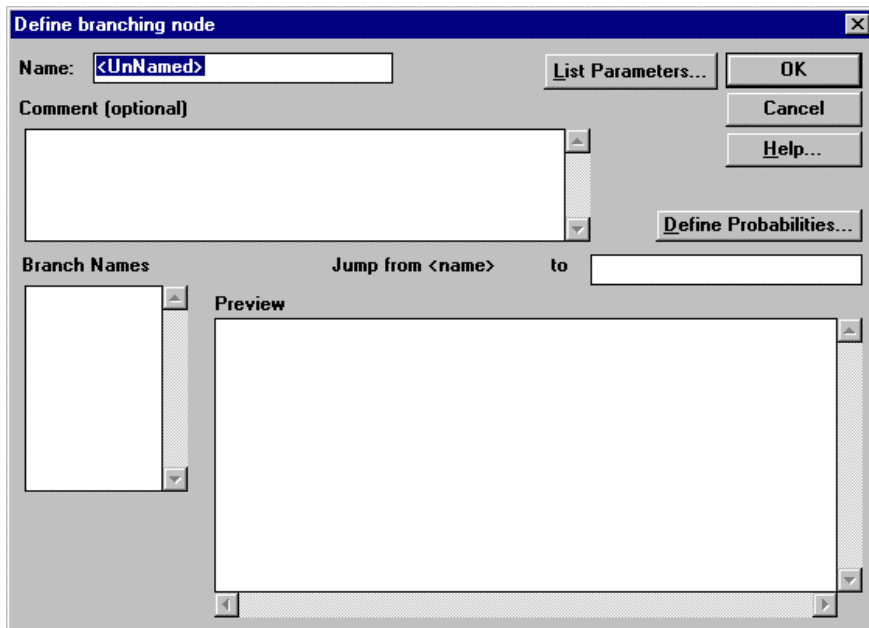 Define branching node
Name: <UnNamed> List Parameters... OK
Comment (optional) Cancel
Help...
Define Probabilities...
Branch Names Jump from <name> to
Preview